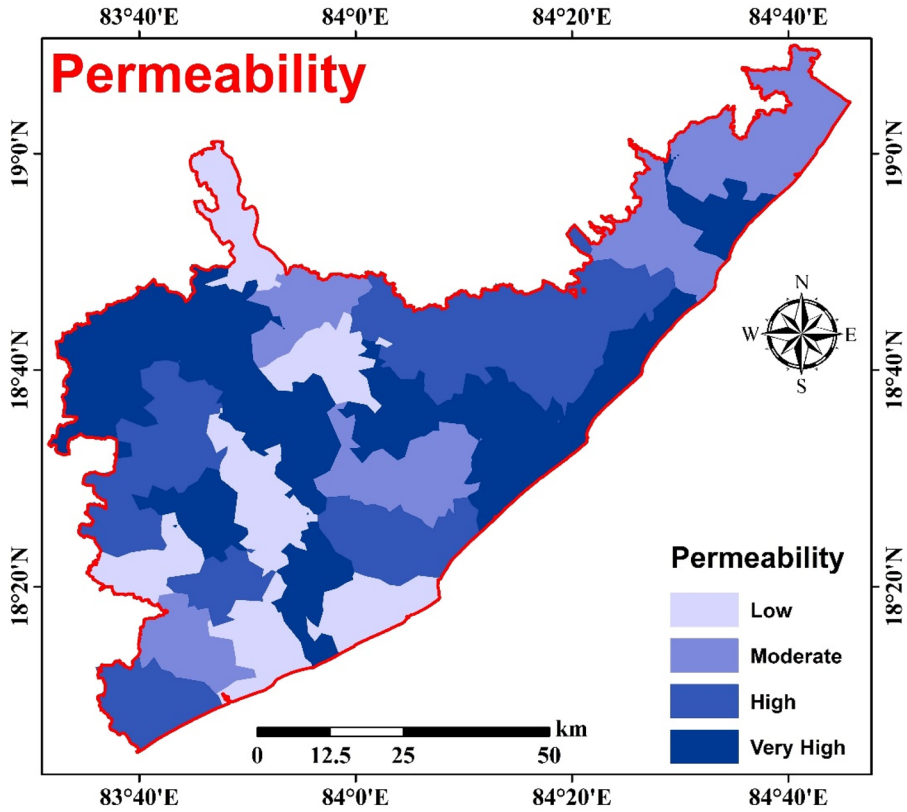 83°40'E 84°0'E 84°20'E 84°40'E
Permeability
19°0'N 19°0'N
N
W E
S
18°40'N 18°40'N
18°20'N 18°20'N
Permeability
Low
Moderate
High
Very High
km
0 12.5 25 50
83°40'E 84°0'E 84°20'E 84°40'E